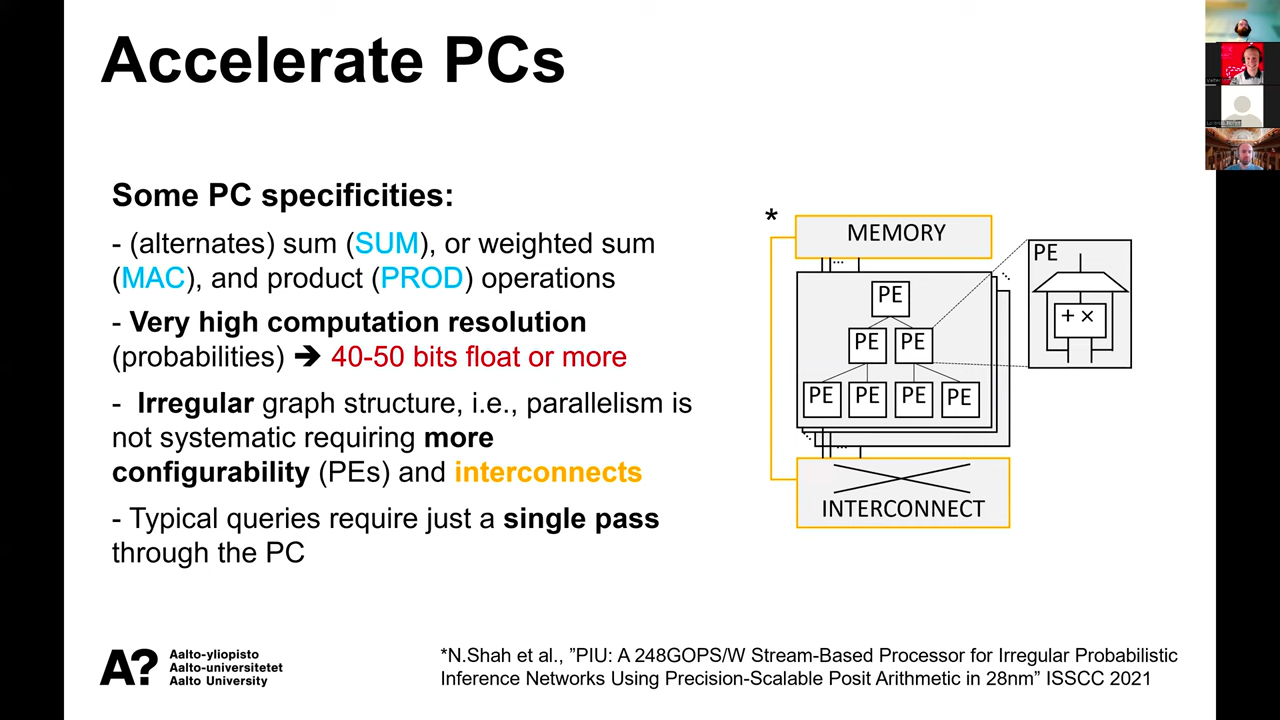 Accelerate PCs
Some PC specificities:
- (alternates) sum (SUM), or weighted sum
(MAC), and product (PROD) operations
- Very high computation resolution
(probabilities) ➔ 40-50 bits float or more
- Irregular graph structure, i.e., parallelism is
not systematic requiring more
configurability (PEs) and interconnects
- Typical queries require just a single pass
through the PC
*
MEMORY
...
PE
PE PE
PE PE PE PE
...
INTERCONNECT
PE
+ ×
A?
Aalto-yliopisto
Aalto-universitetet
Aalto University
*N.Shah et al., ”PIU: A 248GOPS/W Stream-Based Processor for Irregular Probabilistic
Inference Networks Using Precision-Scalable Posit Arithmetic in 28nm” ISSCC 2021